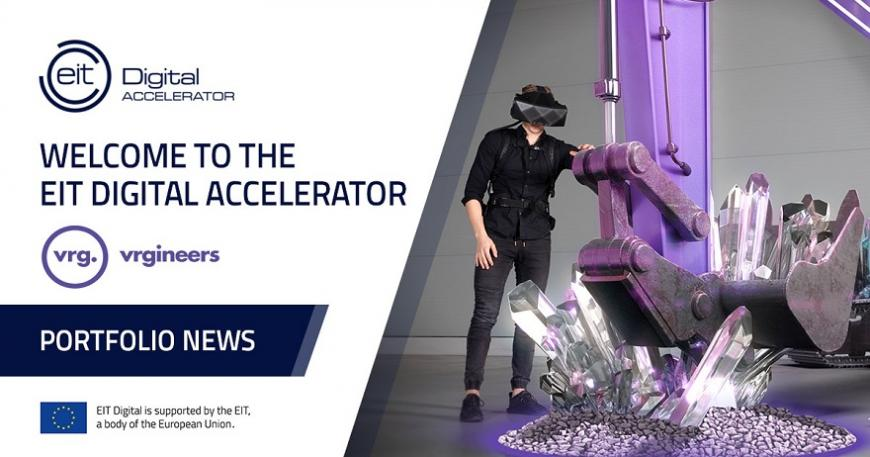 eit Digital
ACCELERATOR
WELCOME TO THE
EIT DIGITAL ACCELERATOR
vrg. vrgineers
PORTFOLIO NEWS
EIT Digital is supported by the EIT,
a body of the European Union.